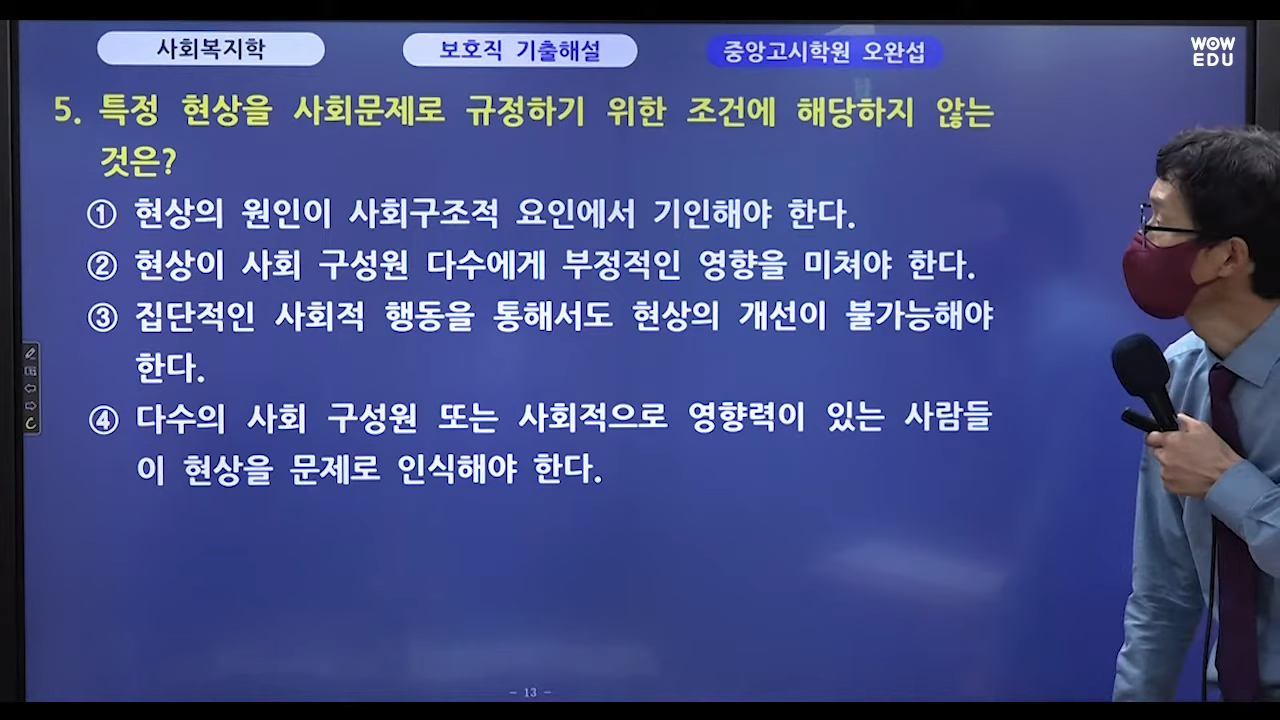 사회복지학
보호직 기출해설
중앙고시학원 오완섭
WOW
EDU
5. 특정 현상을 사회문제로 규정하기 위한 조건에 해당하지 않는
것은?
① 현상의 원인이 사회구조적 요인에서 기인해야 한다.
② 현상이 사회 구성원 다수에게 부정적인 영향을 미쳐야 한다.
③ 집단적인 사회적 행동을 통해서도 현상의 개선이 불가능해야
한다.
④ 다수의 사회 구성원 또는 사회적으로 영향력이 있는 사람들
이 현상을 문제로 인식해야 한다.
- 13 -